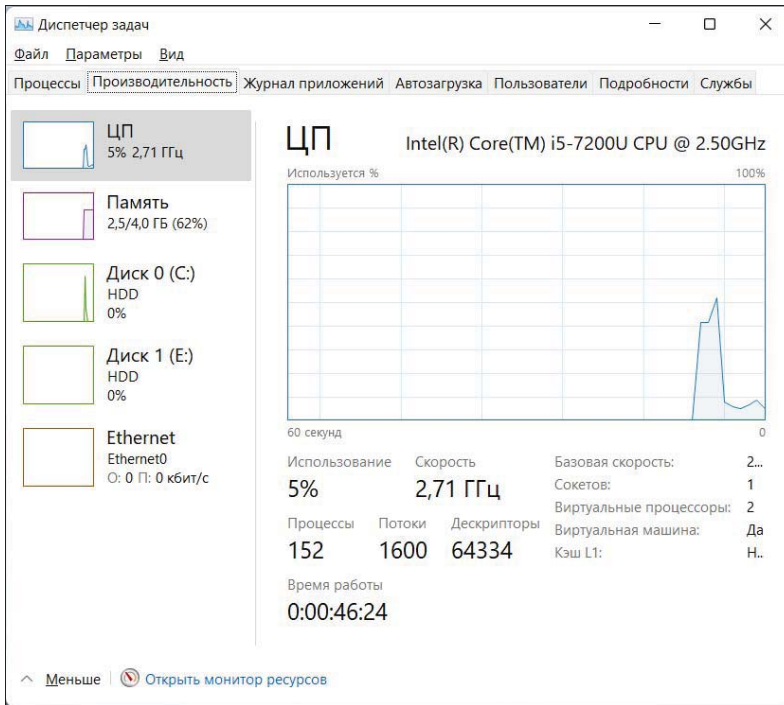 Диспетчер задач
Файл Параметры Вид
Процессы Производительность Журнал приложений Автозагрузка Пользователи Подробности Службы
ЦП
5% 2,71 ГГц
Память
2,5/4,0 ГБ (62%)
Диск 0 (C:)
HDD
0%
Диск 1 (E:)
HDD
0%
Ethernet
Ethernet0
О: 0 П: 0 кбит/с
ЦП Intel(R) Core(TM) i5-7200U CPU @ 2.50GHz
Используется % 100%
60 секунд 0
Использование Скорость
5% 2,71 ГГц
Процессы Потоки Дескрипторы
152 1600 64334
Время работы
0:00:46:24
Базовая скорость: 2...
Сокетов: 1
Виртуальные процессоры: 2
Виртуальная машина: Да
Кэш L1: Н..
Меньше Открыть монитор ресурсов